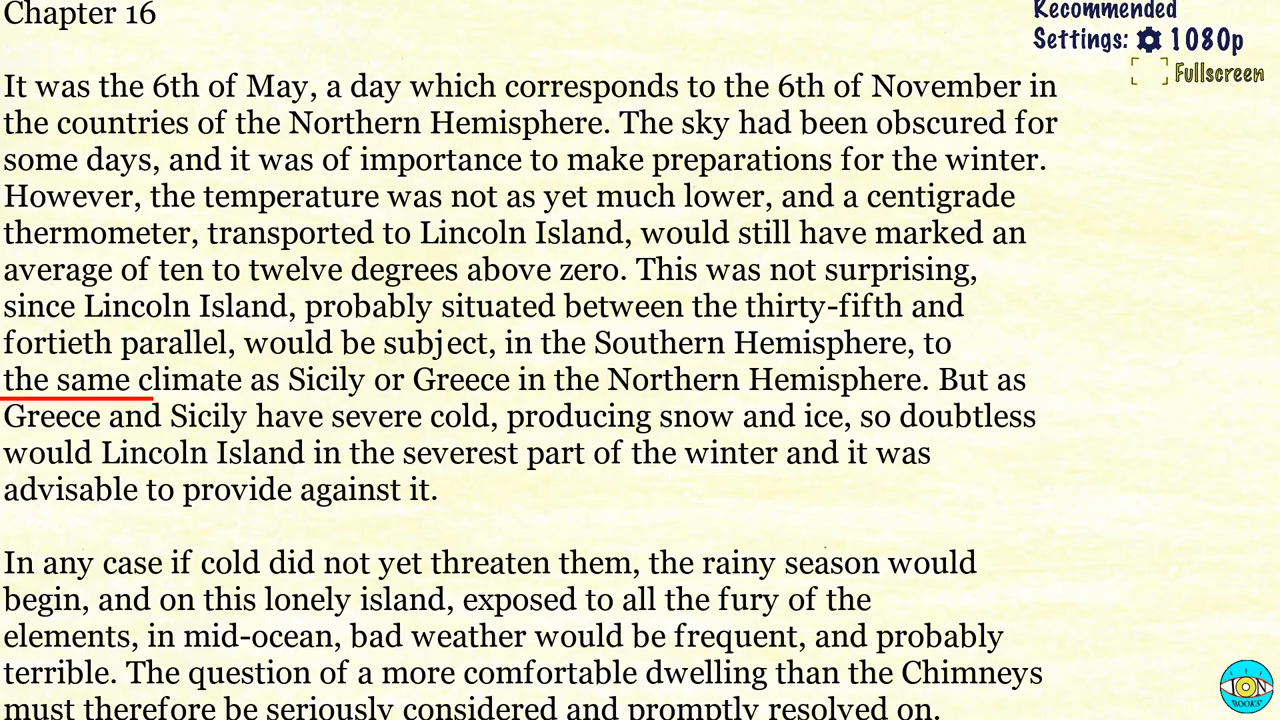 Chapter 16
Recommended
Settings: 1080p
Fullscreen
It was the 6th of May, a day which corresponds to the 6th of November in
the countries of the Northern Hemisphere. The sky had been obscured for
some days, and it was of importance to make preparations for the winter.
However, the temperature was not as yet much lower, and a centigrade
thermometer, transported to Lincoln Island, would still have marked an
average of ten to twelve degrees above zero. This was not surprising,
since Lincoln Island, probably situated between the thirty-fifth and
fortieth parallel, would be subject, in the Southern Hemisphere, to
the same climate as Sicily or Greece in the Northern Hemisphere. But as
Greece and Sicily have severe cold, producing snow and ice, so doubtless
would Lincoln Island in the severest part of the winter and it was
advisable to provide against it.
In any case if cold did not yet threaten them, the rainy season would
begin, and on this lonely island, exposed to all the fury of the
elements, in mid-ocean, bad weather would be frequent, and probably
terrible. The question of a more comfortable dwelling than the Chimneys
must therefore be seriously considered and promptly resolved on.
ION
BOOKS